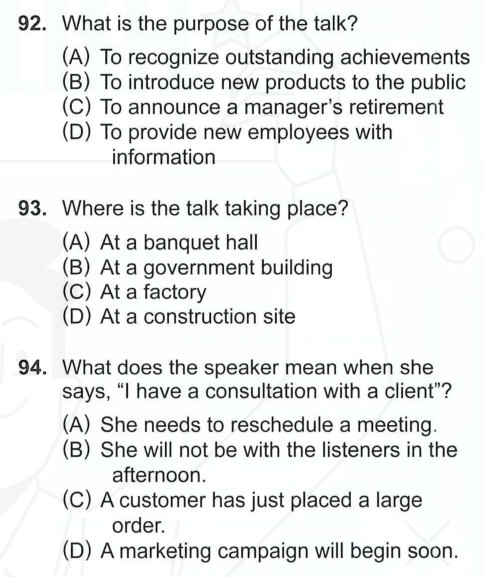 92. What is the purpose of the talk?
(A) To recognize outstanding achievements
(B) To introduce new products to the public
(C) To announce a manager's retirement
(D) To provide new employees with
information
93. Where is the talk taking place?
(A) At a banquet hall
(B) At a government building
(C) At a factory
(D) At a construction site
94. What does the speaker mean when she
says, “I have a consultation with a client”?
(A) She needs to reschedule a meeting.
(B) She will not be with the listeners in the
afternoon.
(C) A customer has just placed a large
order.
(D) A marketing campaign will begin soon.